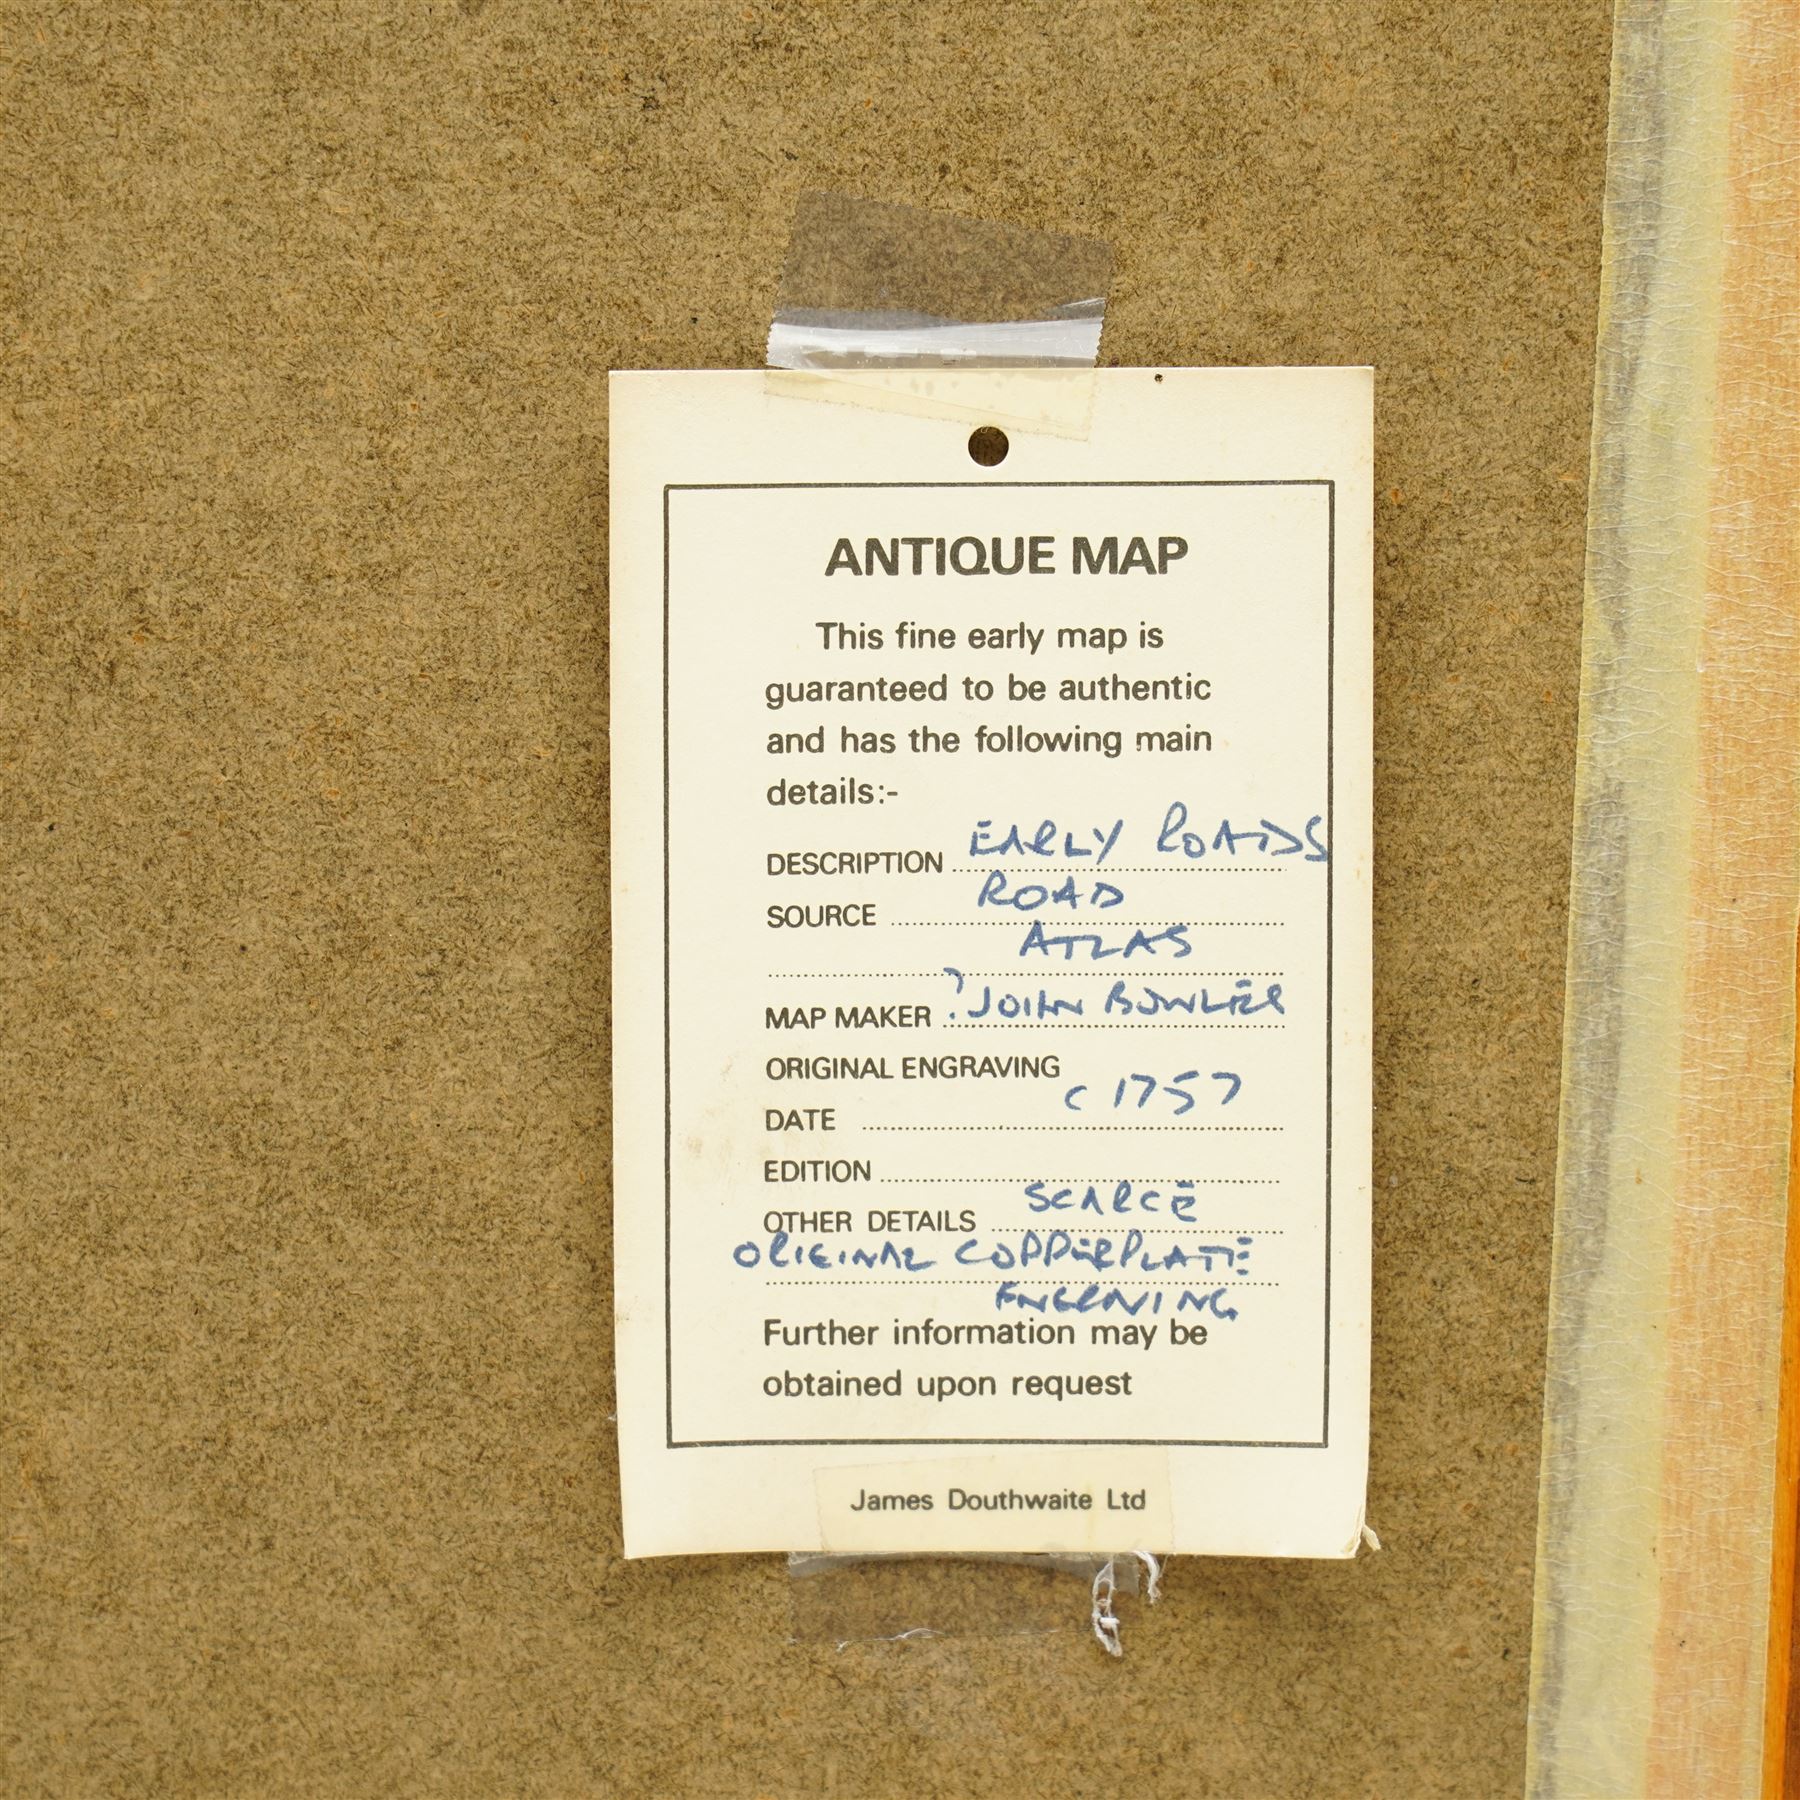 ANTIQUE MAP
This fine early map is
guaranteed to be authentic
and has the following main
details:-
DESCRIPTION EARLY ROADS
SOURCE ROAD
ATLAS
MAP MAKER ? JOHN BOWLER
ORIGINAL ENGRAVING
DATE c 1757
EDITION
OTHER DETAILS SCARCE
ORIGINAL COPPERPLATE
ENGRAVING
Further information may be
obtained upon request
James Douthwaite Ltd